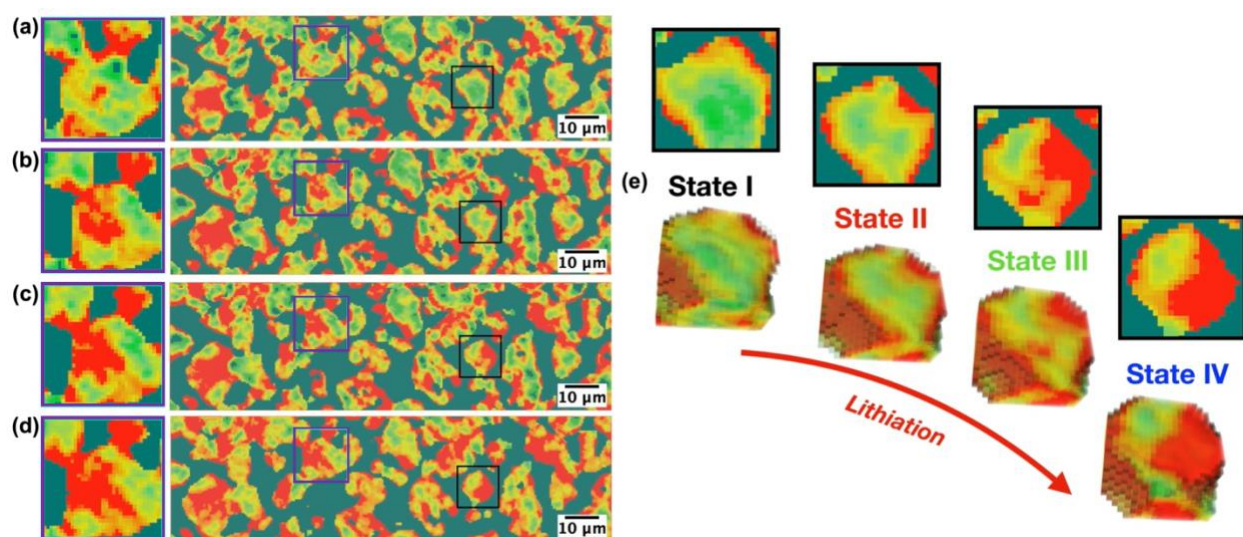 (a)
10 µm
(b)
10 µm
(c)
10 µm
(d)
10 µm
(e)
State I
State II
State III
State IV
Lithiation